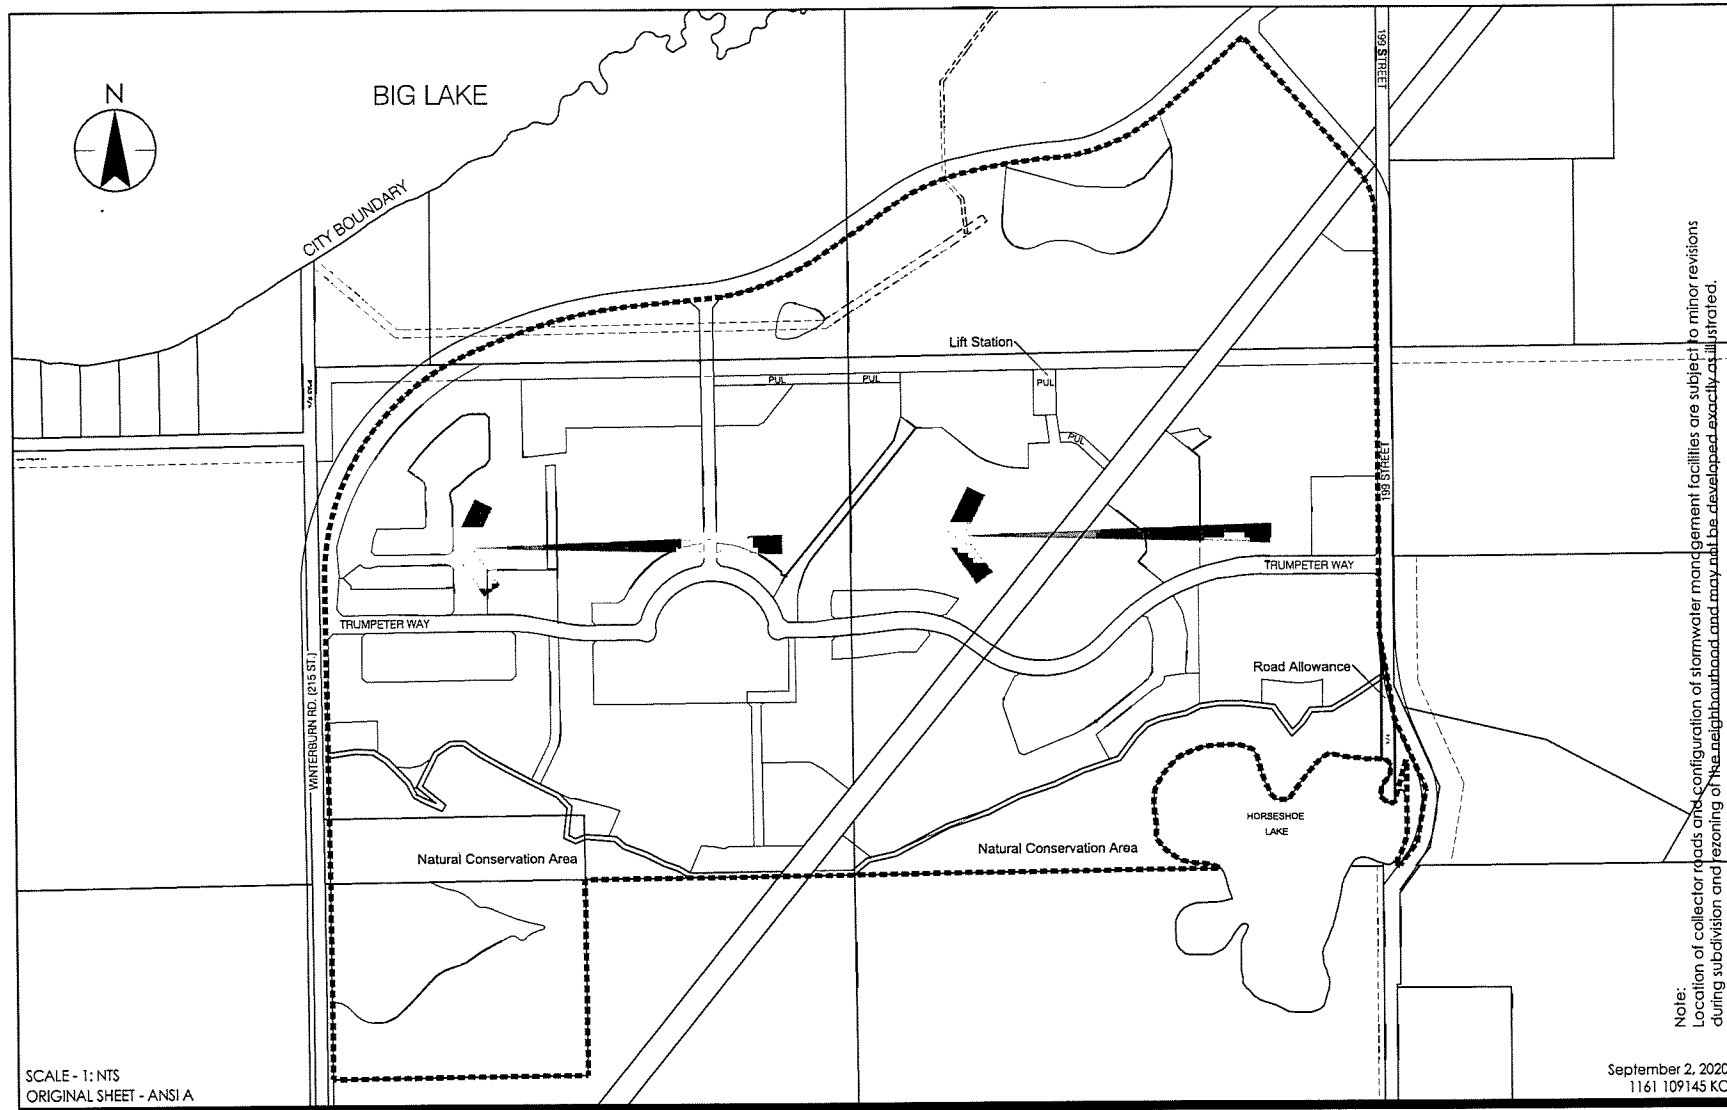 199 STREET
N
BIG LAKE
CITY BOUNDARY
Lift Station
PUL
PUL
PUL
PUL
199 STREET
TRUMPETER WAY
TRUMPETER WAY
Road Allowance
WINTERBURN RD. (215 ST.)
HORSESHOE
LAKE
Natural Conservation Area
Natural Conservation Area
Note:
Location of collector roads and configuration of stormwater management facilities are subject to minor revisions
during subdivision and rezoning of the neighbourhood and may not be developed exactly as illustrated.
SCALE - 1: NTS
ORIGINAL SHEET - ANSI A
September 2, 2020
1161 109145 KC